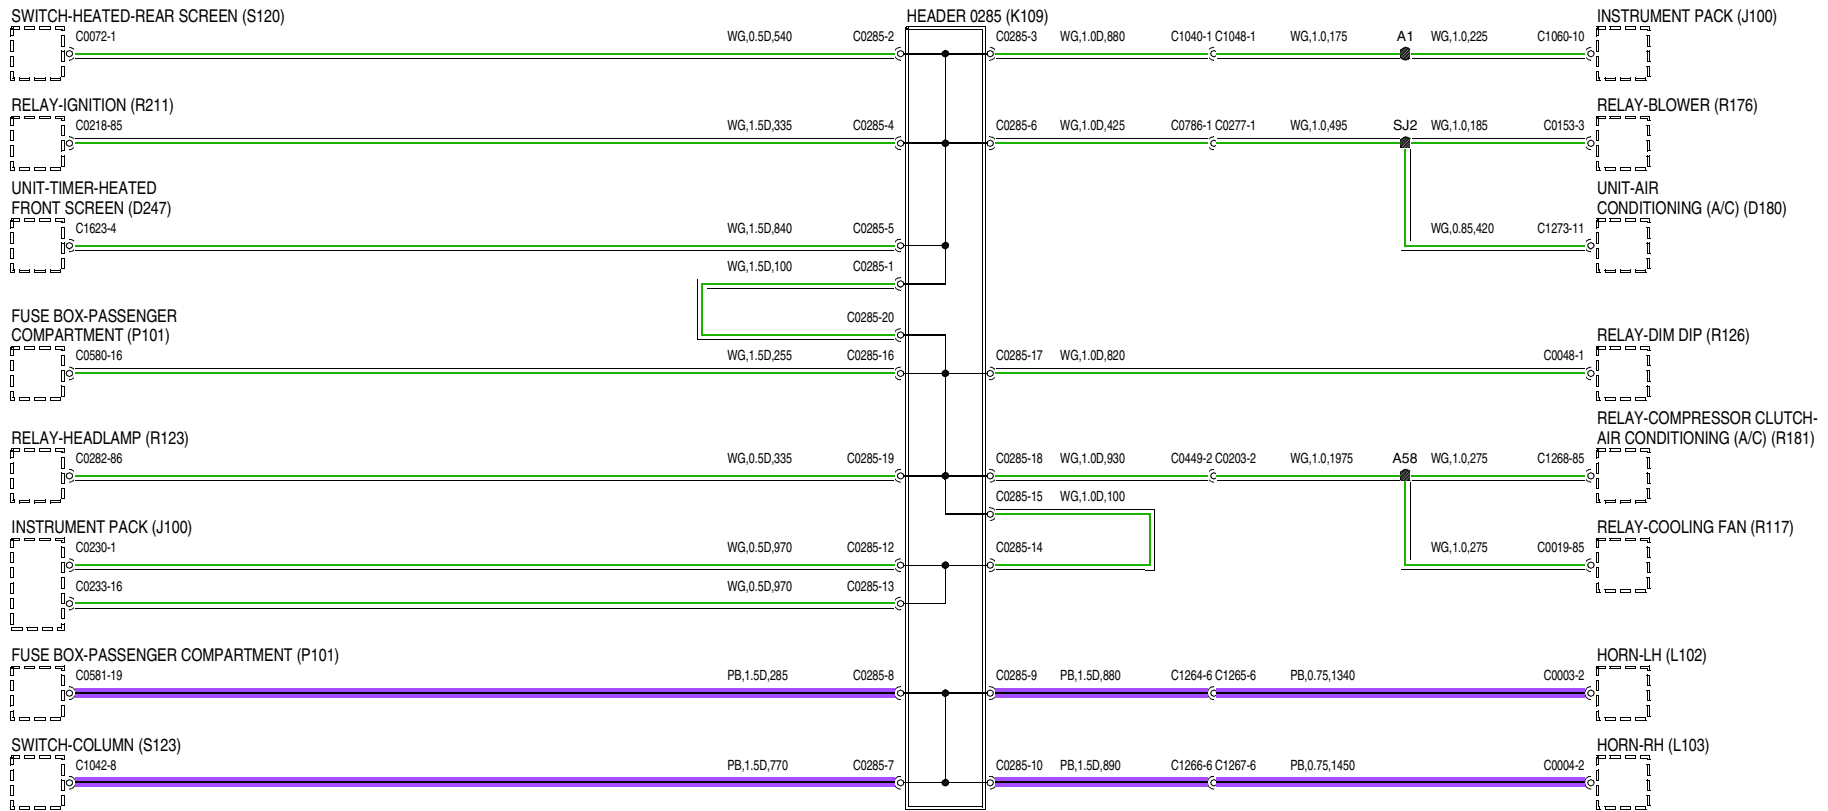 SWITCH-HEATED-REAR SCREEN (S120)
HEADER 0285 (K109)
INSTRUMENT PACK (J100)
C0072-1 WG,0.5D,540 C0285-2 C0285-3 WG,1.0D,880 C1040-1 C1048-1 WG,1.0,175 A1 WG,1.0,225 C1060-10
RELAY-IGNITION (R211)
RELAY-BLOWER (R176)
C0218-85 WG,1.5D,335 C0285-4 C0285-6 WG,1.0D,425 C0786-1 C0277-1 WG,1.0,495 SJ2 WG,1.0,185 C0153-3
UNIT-TIMER-HEATED
FRONT SCREEN (D247)
UNIT-AIR
CONDITIONING (A/C) (D180)
C1623-4 WG,1.5D,840 C0285-5 WG,0.85,420 C1273-11
WG,1.5D,100 C0285-1
C0285-20
FUSE BOX-PASSENGER
COMPARTMENT (P101)
RELAY-DIM DIP (R126)
C0580-16 WG,1.5D,255 C0285-16 C0285-17 WG,1.0D,820 C0048-1
RELAY-HEADLAMP (R123)
RELAY-COMPRESSOR CLUTCH-
AIR CONDITIONING (A/C) (R181)
C0282-86 WG,0.5D,335 C0285-19 C0285-18 WG,1.0D,930 C0449-2 C0203-2 WG,1.0,1975 A58 WG,1.0,275 C1268-85
C0285-15 WG,1.0D,100
INSTRUMENT PACK (J100)
RELAY-COOLING FAN (R117)
C0230-1 WG,0.5D,970 C0285-12 C0285-14 WG,1.0,275 C0019-85
C0233-16 WG,0.5D,970 C0285-13
FUSE BOX-PASSENGER COMPARTMENT (P101)
HORN-LH (L102)
C0581-19 PB,1.5D,285 C0285-8 C0285-9 PB,1.5D,880 C1264-6 C1265-6 PB,0.75,1340 C0003-2
SWITCH-COLUMN (S123)
HORN-RH (L103)
C1042-8 PB,1.5D,770 C0285-7 C0285-10 PB,1.5D,890 C1266-6 C1267-6 PB,0.75,1450 C0004-2